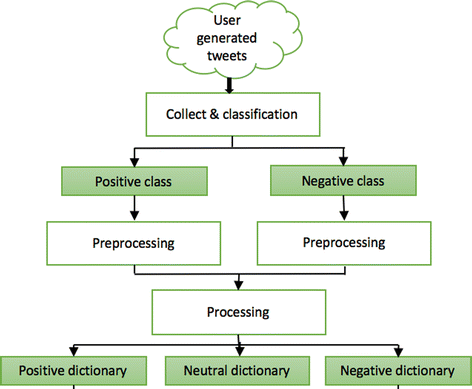 User
generated
tweets
Collect & classification
Positive class
Negative class
Preprocessing
Preprocessing
Processing
Positive dictionary
Neutral dictionary
Negative dictionary